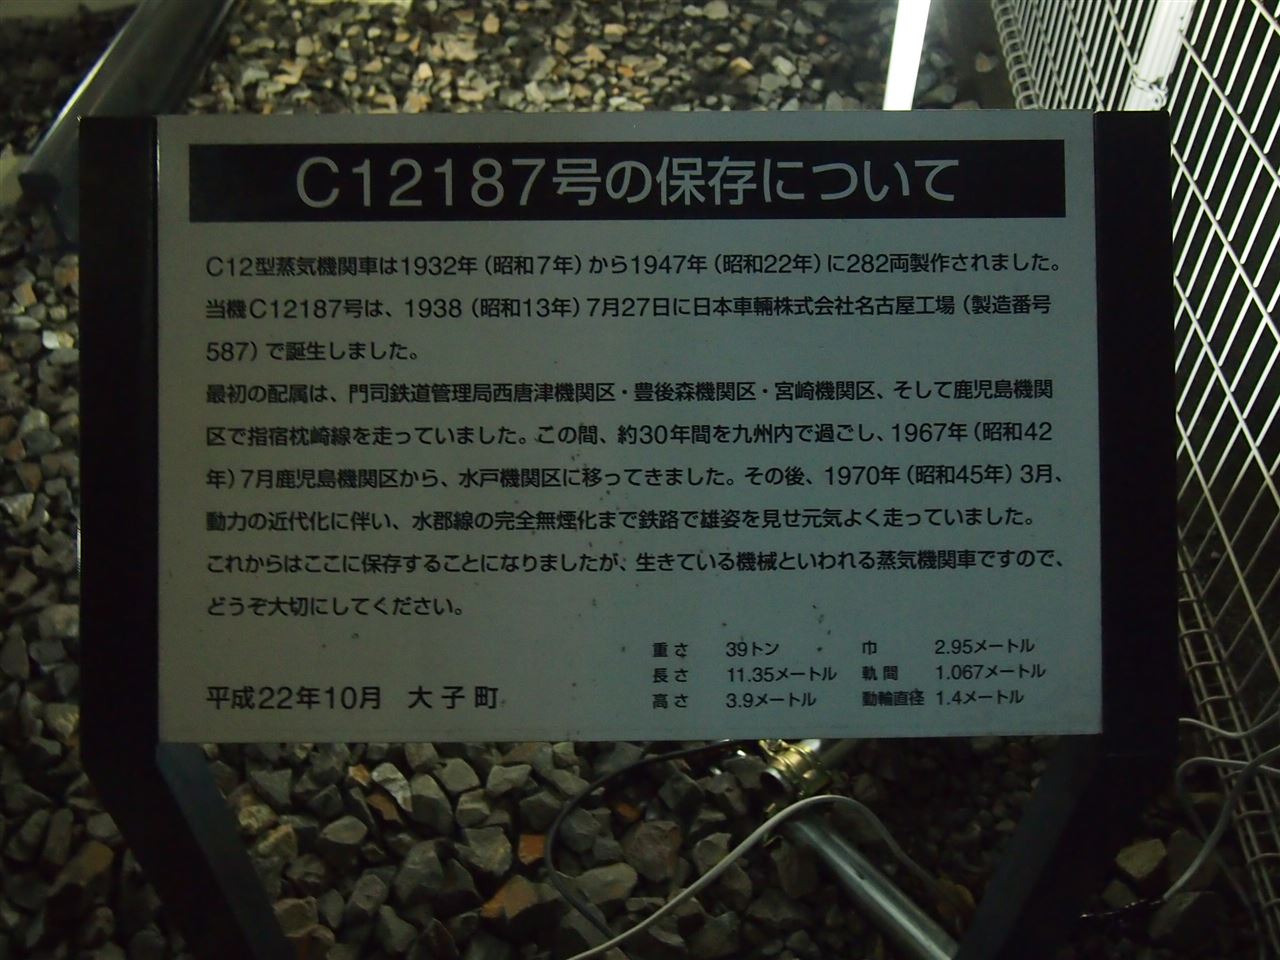 C12187号の保存について
C12型蒸気機関車は1932年（昭和7年）から1947年（昭和22年）に282両製作されました。
当機C12187号は、1938（昭和13年）7月27日に日本車輛株式会社名古屋工場（製造番号
587）で誕生しました。
最初の配属は、門司鉄道管理局西唐津機関区・豊後森機関区・宮崎機関区、そして鹿児島機関
区で指宿枕崎線を走っていました。この間、約30年間を九州内で過ごし、1967年（昭和42
年）7月鹿児島機関区から、水戸機関区に移ってきました。その後、1970年（昭和45年）3月、
動力の近代化に伴い、水郡線の完全無煙化まで鉄路で雄姿を見せ元気よく走っていました。
これからはここに保存することになりましたが、生きている機械といわれる蒸気機関車ですので、
どうぞ大切にしてください。
重さ 39トン 巾 2.95メートル
長さ 11.35メートル 軌間 1.067メートル
高さ 3.9メートル 動輪直径 1.4メートル
平成22年10月 大子町